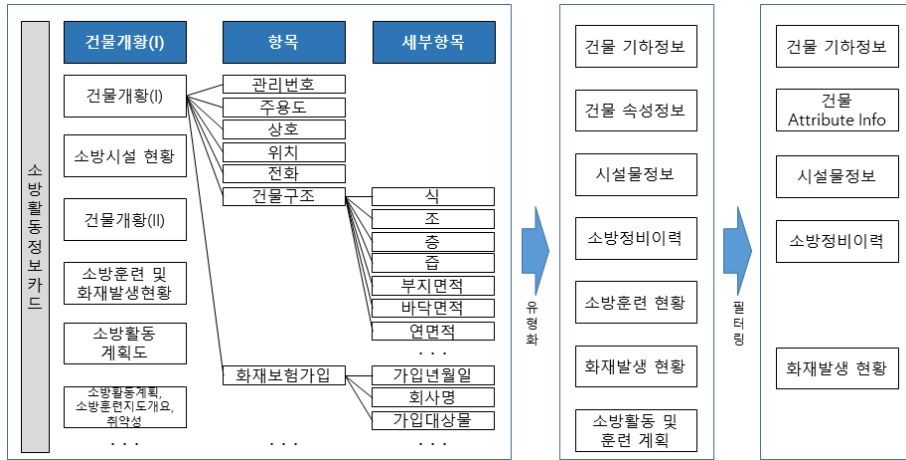 소방활동정보카드
건물개황(I)
항목
세부항목
건물개황(I)
소방시설 현황
건물개황(II)
소방훈련 및
화재발생현황
소방활동
계획도
소방활동계획,
소방훈련지도개요,
취약성
· · ·
관리번호
주용도
상호
위치
전화
건물구조
화재보험가입
· · ·
식
조
층
즙
부지면적
바닥면적
연면적
· · ·
가입년월일
회사명
가입대상물
· · ·
유형화
건물 기하정보
건물 속성정보
시설물정보
소방정비이력
소방훈련 현황
화재발생 현황
소방활동 및
훈련 계획
필터링
건물 기하정보
건물
Attribute Info
시설물정보
소방정비이력
화재발생 현황